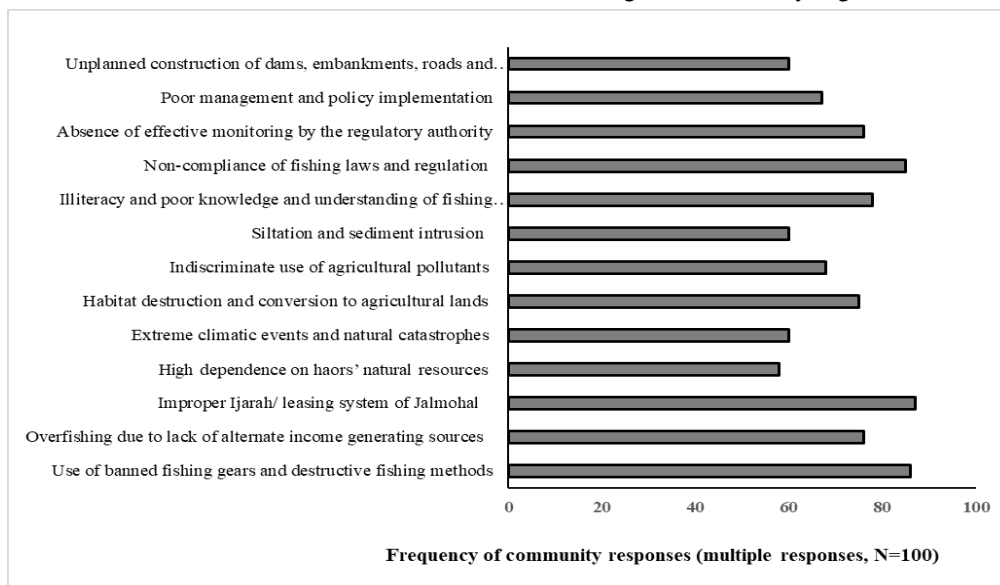 Unplanned construction of dams, embankments, roads and..
Poor management and policy implementation
Absence of effective monitoring by the regulatory authority
Non-compliance of fishing laws and regulation
Illiteracy and poor knowledge and understanding of fishing..
Siltation and sediment intrusion
Indiscriminate use of agricultural pollutants
Habitat destruction and conversion to agricultural lands
Extreme climatic events and natural catastrophes
High dependence on haors’ natural resources
Improper Ijarah/ leasing system of Jalmohal
Overfishing due to lack of alternate income generating sources
Use of banned fishing gears and destructive fishing methods
0 20 40 60 80 100
Frequency of community responses (multiple responses, N=100)